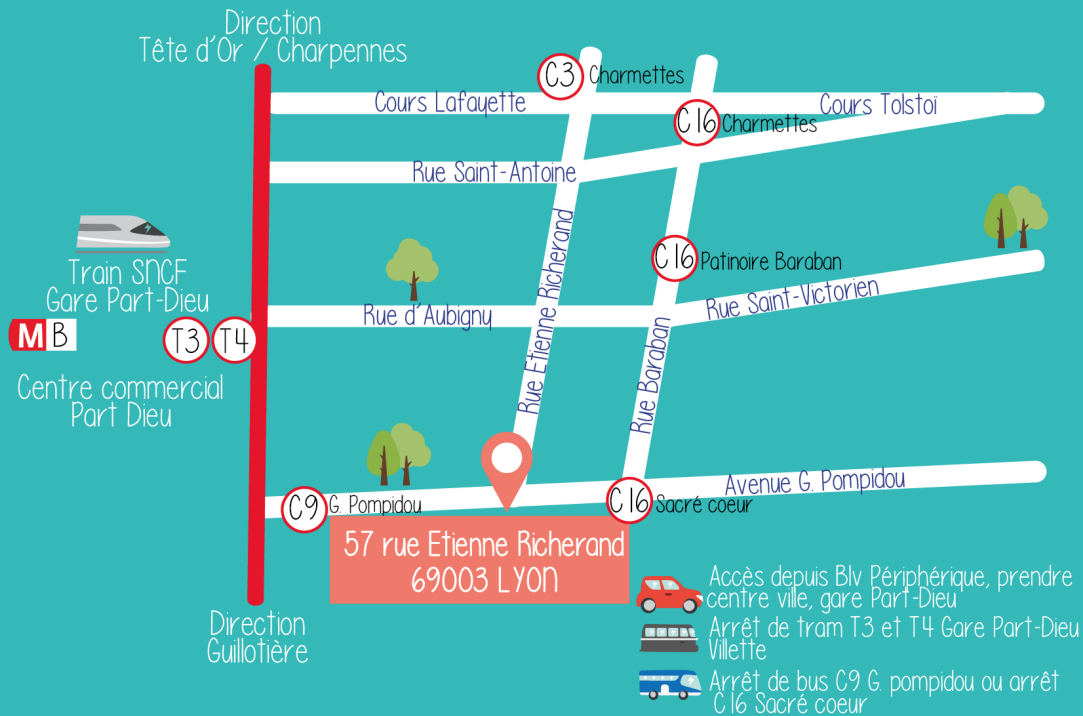 Direction
Tête d'Or / Charpennes
C3 Charmettes
Cours Lafayette
Cours Tolstoï
C16 Charmettes
Rue Saint-Antoine
Rue Etienne Richerand
Train SNCF
Gare Part-Dieu
C16 Patinoire Baraban
Rue Saint-Victorien
Rue d'Aubigny
Rue Baraban
M B
T3 T4
Centre commercial
Part Dieu
Avenue G. Pompidou
C9 G. Pompidou
C16 Sacré coeur
57 rue Etienne Richerand
69003 LYON
Direction
Guillotière
Accès depuis Blv Périphérique, prendre
centre ville, gare Part-Dieu
Arrêt de tram T3 et T4 Gare Part-Dieu
Villette
Arrêt de bus C9 G. pompidou ou arrêt
C16 Sacré coeur